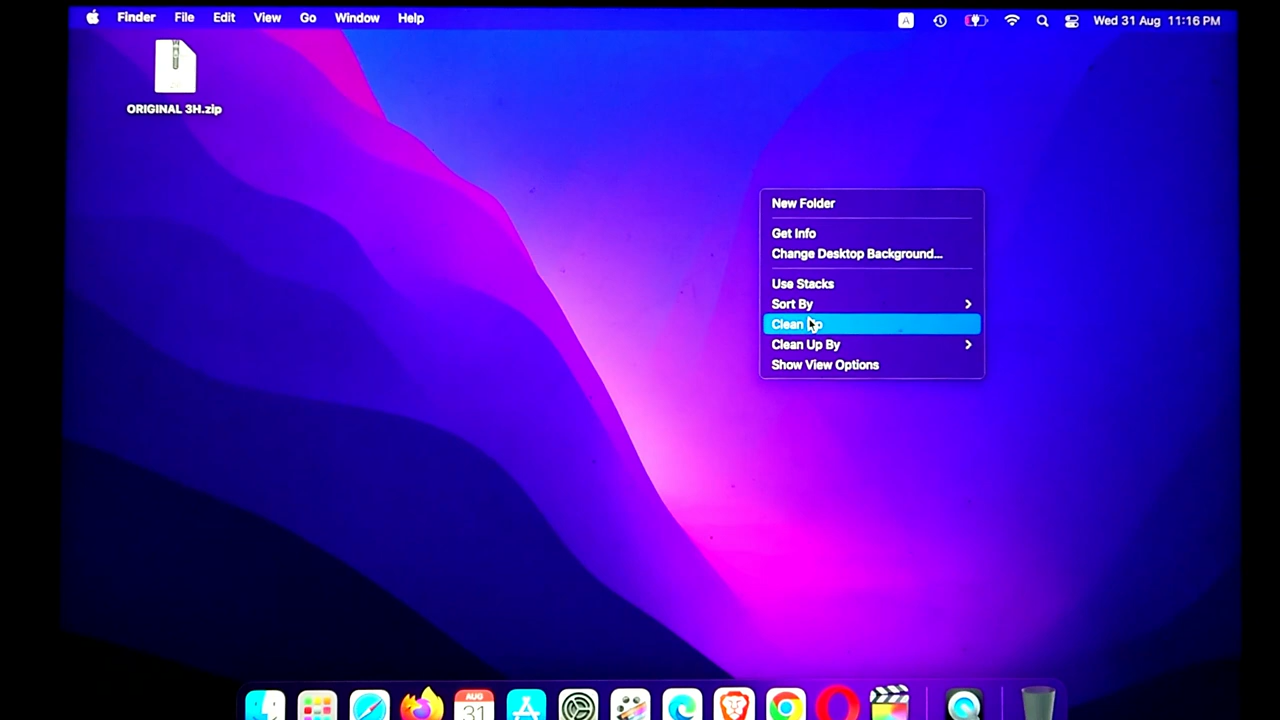 Finder File Edit View Go Window Help A Wed 31 Aug 11:16 PM
ORIGINAL 3H.zip
New Folder
Get Info
Change Desktop Background...
Use Stacks
Sort By
Clean Up
Clean Up By
Show View Options
AUG
31